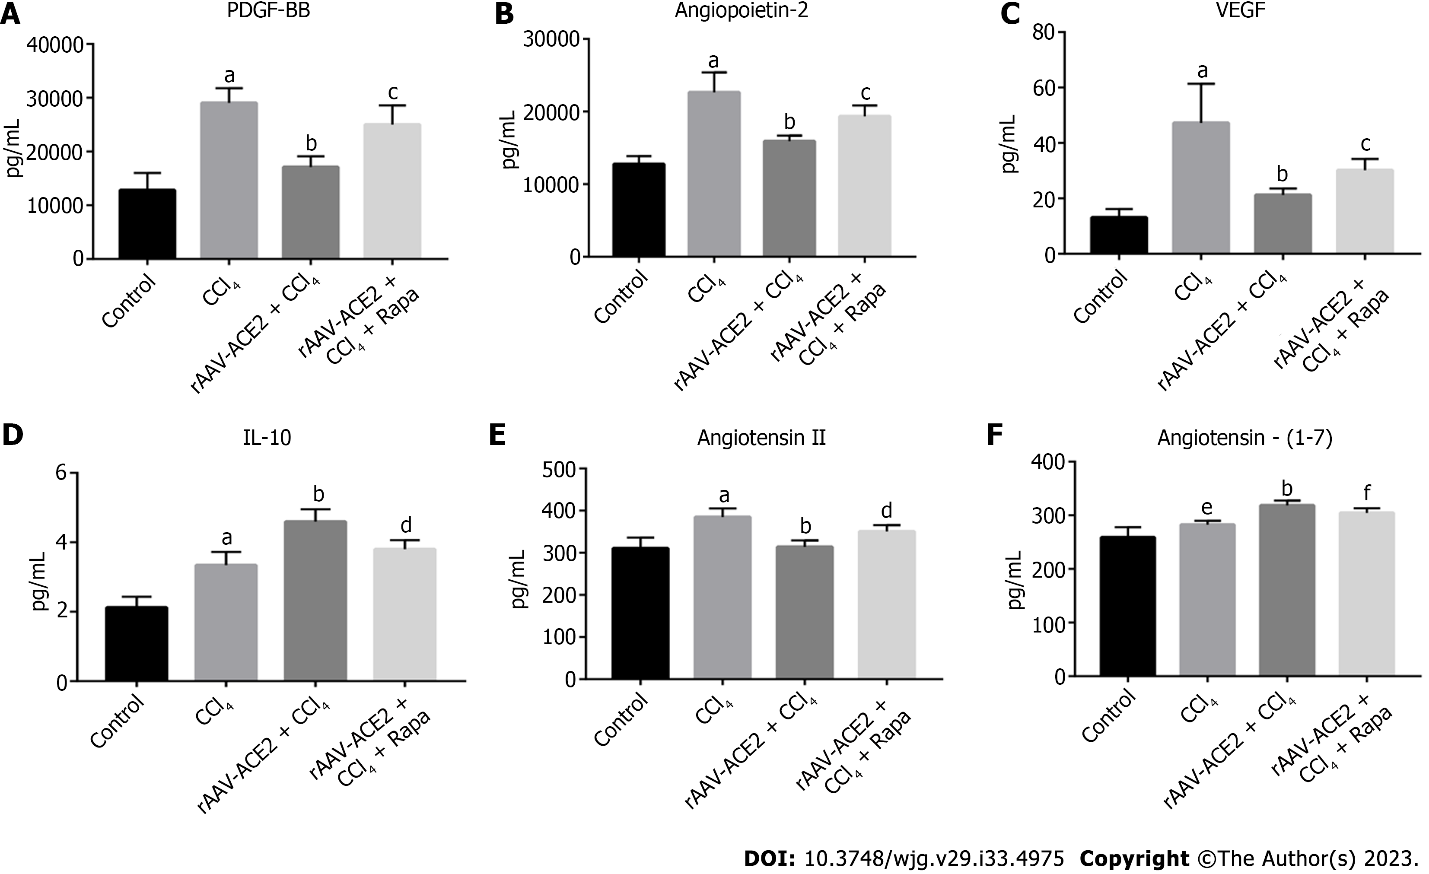 A
PDGF-BB
40000
30000
20000
10000
0
pg/mL
a
b
c
Control
CCl₄
rAAV-ACE2 + CCl₄
rAAV-ACE2 +
CCl₄ + Rapa
B
Angiopoietin-2
30000
20000
10000
0
pg/mL
a
b
c
Control
CCl₄
rAAV-ACE2 + CCl₄
rAAV-ACE2 +
CCl₄ + Rapa
C
VEGF
80
60
40
20
0
pg/mL
a
b
c
Control
CCl₄
rAAV-ACE2 + CCl₄
rAAV-ACE2 +
CCl₄ + Rapa
D
IL-10
6
4
2
0
pg/mL
a
b
d
Control
CCl₄
rAAV-ACE2 + CCl₄
rAAV-ACE2 +
CCl₄ + Rapa
E
Angiotensin II
500
400
300
200
100
0
pg/mL
a
b
d
Control
CCl₄
rAAV-ACE2 + CCl₄
rAAV-ACE2 +
CCl₄ + Rapa
F
Angiotensin - (1-7)
400
300
200
100
0
pg/mL
e
b
f
Control
CCl₄
rAAV-ACE2 + CCl₄
rAAV-ACE2 +
CCl₄ + Rapa
DOI: 10.3748/wjg.v29.i33.4975 Copyright ©The Author(s) 2023.